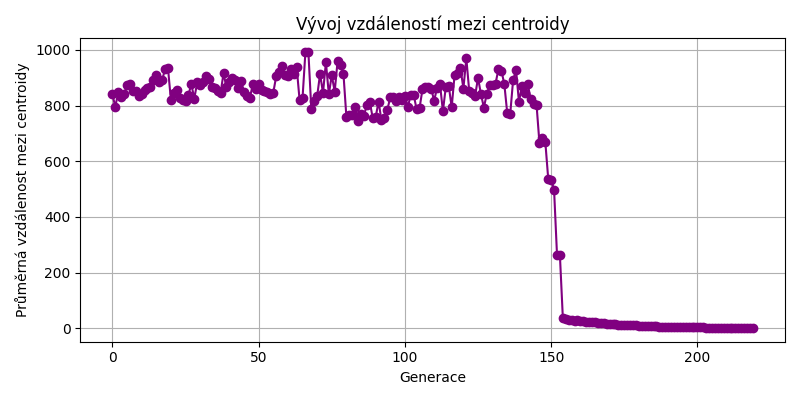 Vývoj vzdáleností mezi centroidy
Průměrná vzdálenost mezi centroidy
1000
800
600
400
200
0
0 50 100 150 200
Generace